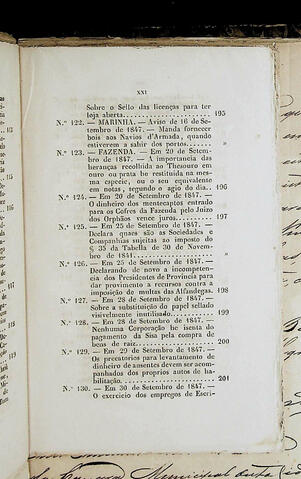 XXI
Sobre o Sello das licenças para ter
loja aberta. 195
N.º 122. — MARINHA. — Aviso de 16 de Se-
tembro de 1847. — Manda fornecer
bois aos Navios d'Armada, quando
estiverem a sahir dos portos. »
N.º 123. — FAZENDA. — Em 20 de Setem-
bro de 1847. — A importancia das
heranças recolhida ao Thesouro em
ouro ou prata he restituida na mes-
ma especie, ou o seu equivalente
em notas, segundo o agio do dia. 196
N.º 124. — Em 20 de Setembro de 1847. —
O dinheiro dos mentecaptos entrado
para os Cofres da Fazenda pelo Juizo
dos Orphãos vence juros. 197
N.º 125. — Em 25 de Setembro de 1847. —
Declara quaes são as Sociedades e
Companhias sujeitas ao imposto do
§ 35 da Tabella de 30 de Novem-
bro de 1841. »
N.º 126. — Em 25 de Setembro de 1847. —
Declarando de novo a incompeten-
cia dos Presidentes de Provincia para
dar provimento a recursos contra a
imposição de multas das Alfandegas. 198
N.º 127. — Em 28 de Setembro de 1847. —
Sobre a substituição do papel sellado
visivelmente inutilisado. 199
N.º 128. — Em 28 de Setembro de 1847. —
Nenhuma Corporação he isenta do
pagamento da Sisa pela compra de
bens de raiz. 200
N.º 129. — Em 29 de Setembro de 1847. —
Os precatorios para levantamento de
dinheiro de ausentes devem ser acom-
panhados dos proprios autos de ha-
bilitação. 201
N.º 130. — Em 30 de Setembro de 1847. —
O exercicio dos empregos de Escri-